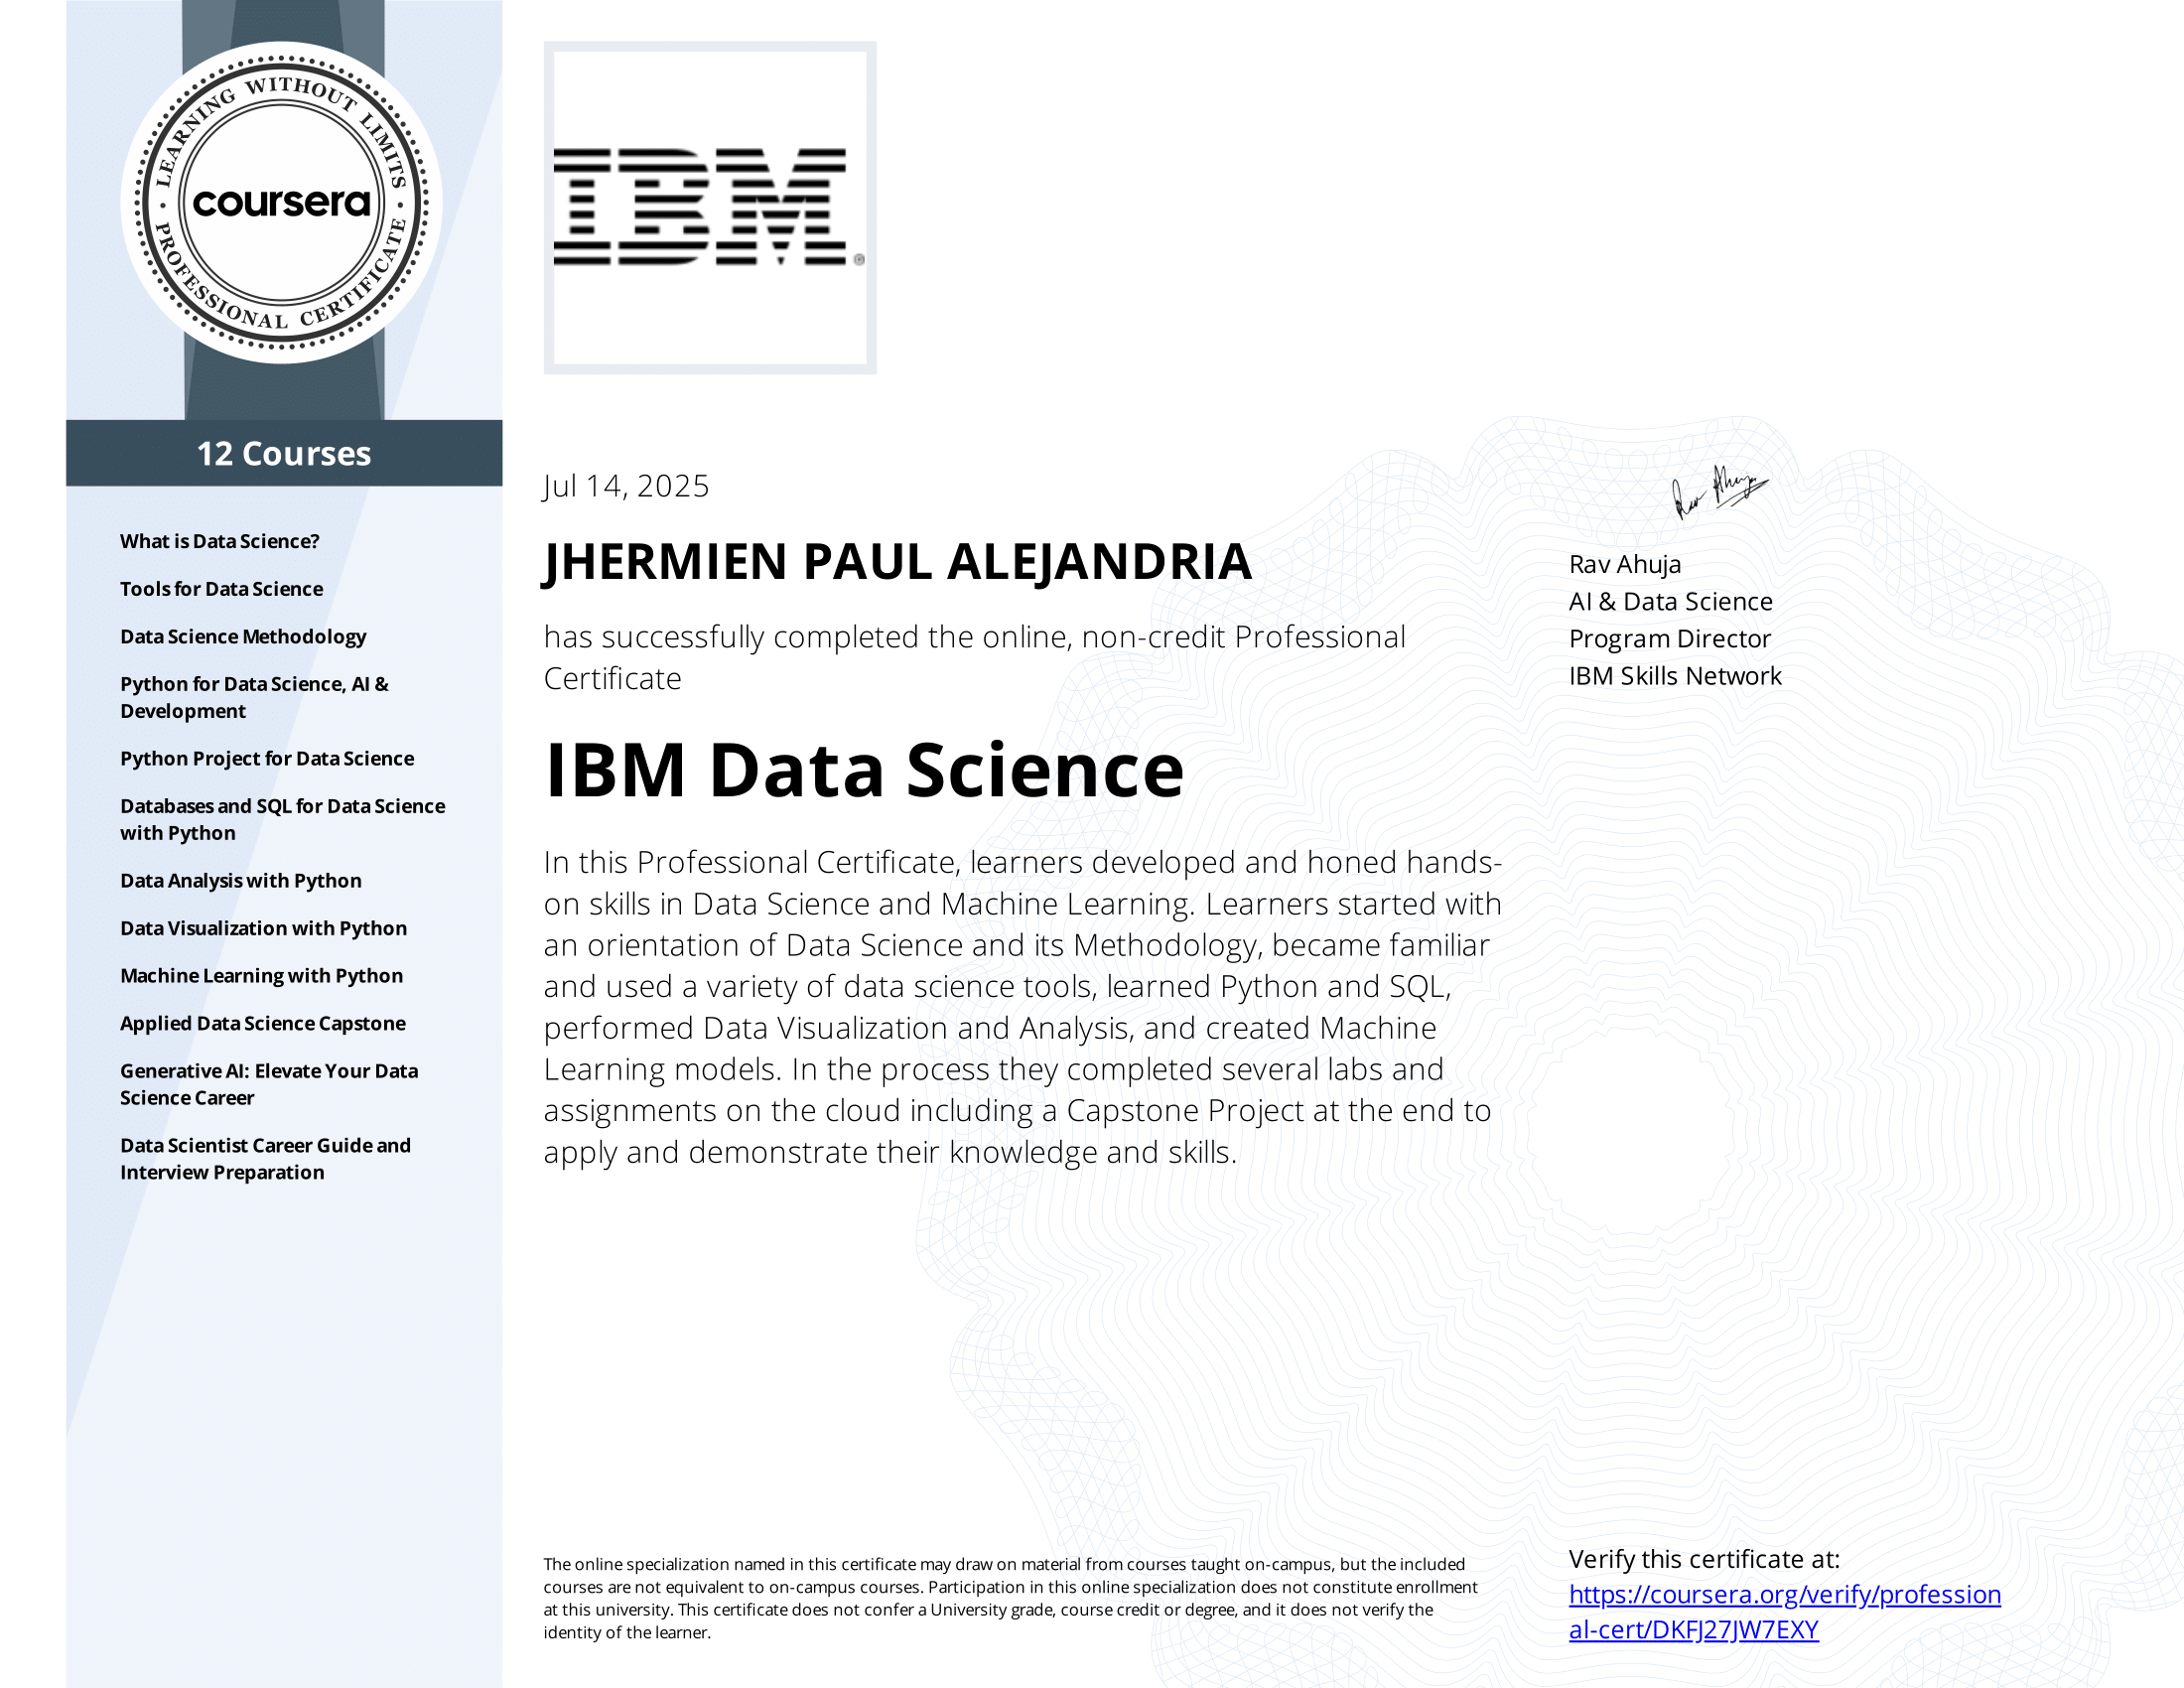 LEARNING WITHOUT LIMITS
coursera
PROFESSIONAL CERTIFICATE
12 Courses
What is Data Science?
Tools for Data Science
Data Science Methodology
Python for Data Science, AI &
Development
Python Project for Data Science
Databases and SQL for Data Science
with Python
Data Analysis with Python
Data Visualization with Python
Machine Learning with Python
Applied Data Science Capstone
Generative AI: Elevate Your Data
Science Career
Data Scientist Career Guide and
Interview Preparation
IBM®
Jul 14, 2025
JHERMIEN PAUL ALEJANDRIA
has successfully completed the online, non-credit Professional
Certificate
IBM Data Science
In this Professional Certificate, learners developed and honed hands-
on skills in Data Science and Machine Learning. Learners started with
an orientation of Data Science and its Methodology, became familiar
and used a variety of data science tools, learned Python and SQL,
performed Data Visualization and Analysis, and created Machine
Learning models. In the process they completed several labs and
assignments on the cloud including a Capstone Project at the end to
apply and demonstrate their knowledge and skills.
Rav Ahuja
Rav Ahuja
AI & Data Science
Program Director
IBM Skills Network
The online specialization named in this certificate may draw on material from courses taught on-campus, but the included
courses are not equivalent to on-campus courses. Participation in this online specialization does not constitute enrollment
at this university. This certificate does not confer a University grade, course credit or degree, and it does not verify the
identity of the learner.
Verify this certificate at:
https://coursera.org/verify/profession
al-cert/DKFJ27JW7EXY